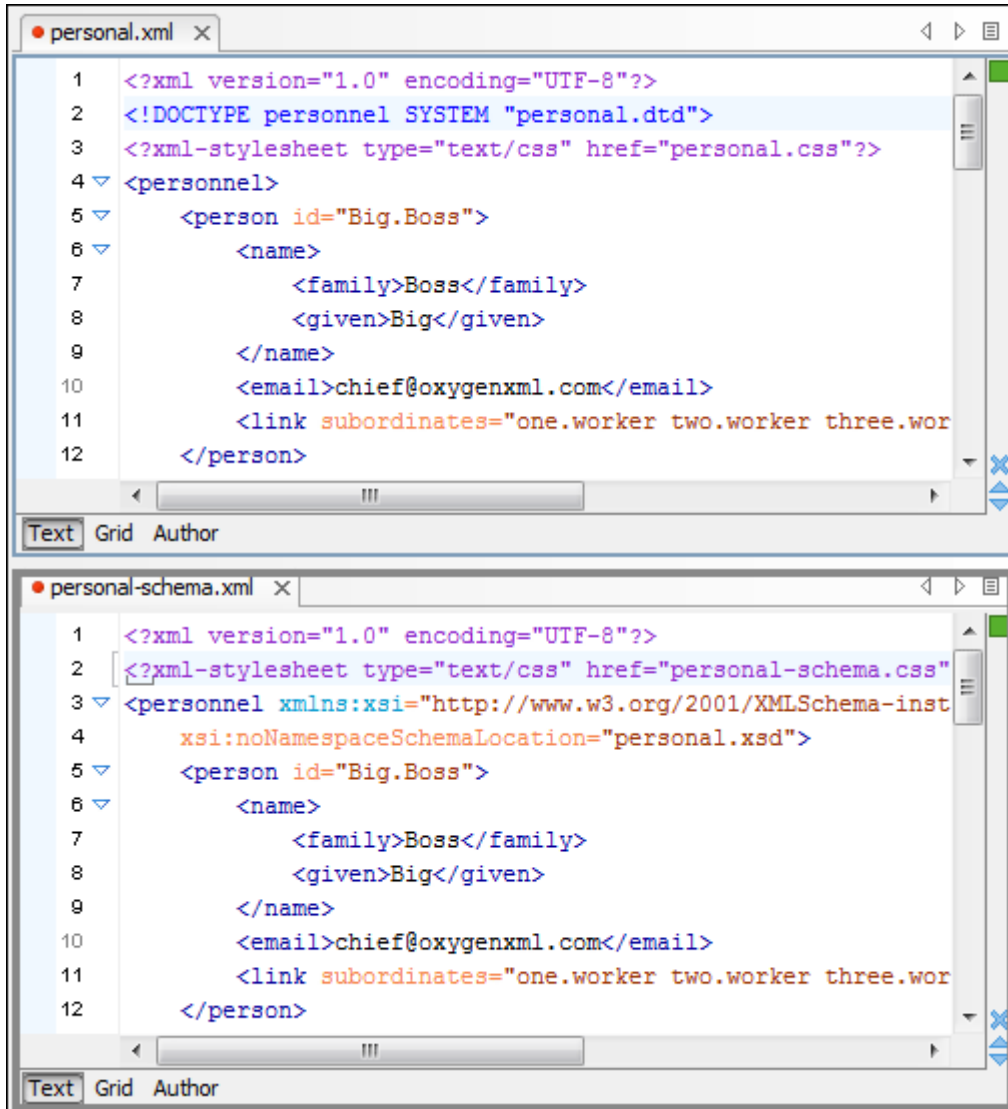 personal.xml
1 <?xml version="1.0" encoding="UTF-8"?>
2 <!DOCTYPE personnel SYSTEM "personal.dtd">
3 <?xml-stylesheet type="text/css" href="personal.css"?>
4 <personnel>
5 <person id="Big.Boss">
6 <name>
7 <family>Boss</family>
8 <given>Big</given>
9 </name>
10 <email>chief@oxygenxml.com</email>
11 <link subordinates="one.worker two.worker three.wor
12 </person>
Text Grid Author
personal-schema.xml
1 <?xml version="1.0" encoding="UTF-8"?>
2 <?xml-stylesheet type="text/css" href="personal-schema.css"
3 <personnel xmlns:xsi="http://www.w3.org/2001/XMLSchema-inst
4 xsi:noNamespaceSchemaLocation="personal.xsd">
5 <person id="Big.Boss">
6 <name>
7 <family>Boss</family>
8 <given>Big</given>
9 </name>
10 <email>chief@oxygenxml.com</email>
11 <link subordinates="one.worker two.worker three.wor
12 </person>
Text Grid Author